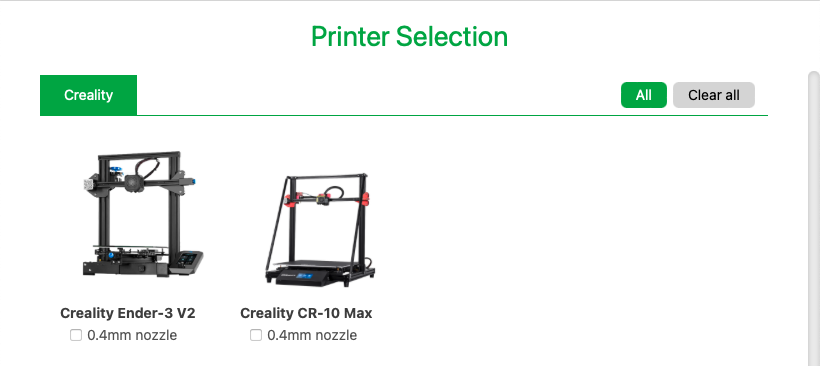 Printer Selection
Creality
All
Clear all
Creality Ender-3 V2
Creality CR-10 Max
0.4mm nozzle
0.4mm nozzle